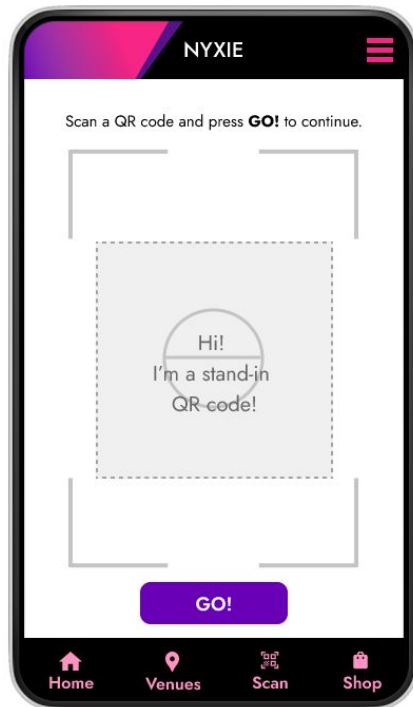 NYXIE
Scan a QR code and press GO! to continue.
Hi!
I'm a stand-in
QR code!
GO!
Home Venues Scan Shop